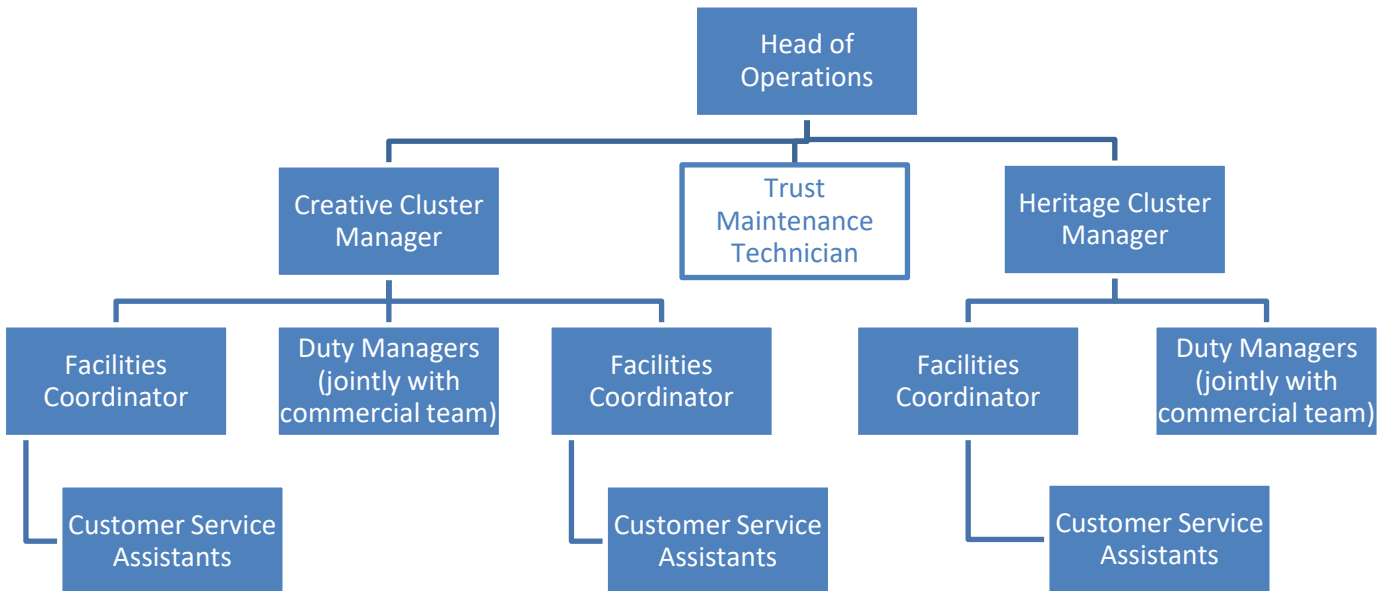 Head of
Operations
Creative Cluster
Manager
Trust
Maintenance
Technician
Heritage Cluster
Manager
Facilities
Coordinator
Duty Managers
(jointly with
commercial team)
Facilities
Coordinator
Facilities
Coordinator
Duty Managers
(jointly with
commercial team)
Customer Service
Assistants
Customer Service
Assistants
Customer Service
Assistants